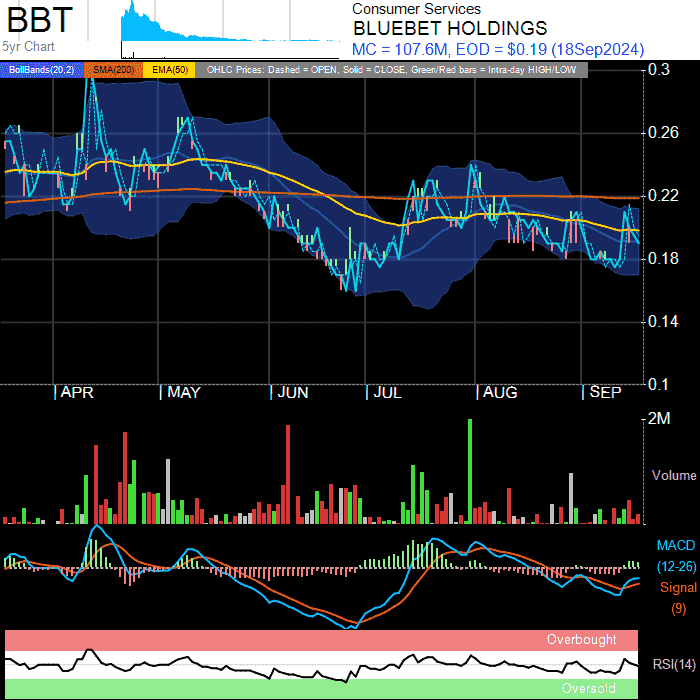 BBT
5yr Chart
Consumer Services
BLUEBET HOLDINGS
MC = 107.6M, EOD = $0.19 (18Sep2024)
BollBands(20,2) SMA(200) EMA(50) OHLC Prices: Dashed = OPEN, Solid = CLOSE, Green/Red bars = Intra-day HIGH/LOW
0.3
0.26
0.22
0.18
0.14
0.1
APR MAY JUN JUL AUG SEP
2M
Volume
MACD
(12-26)
Signal
(9)
Overbought
RSI(14)
Oversold